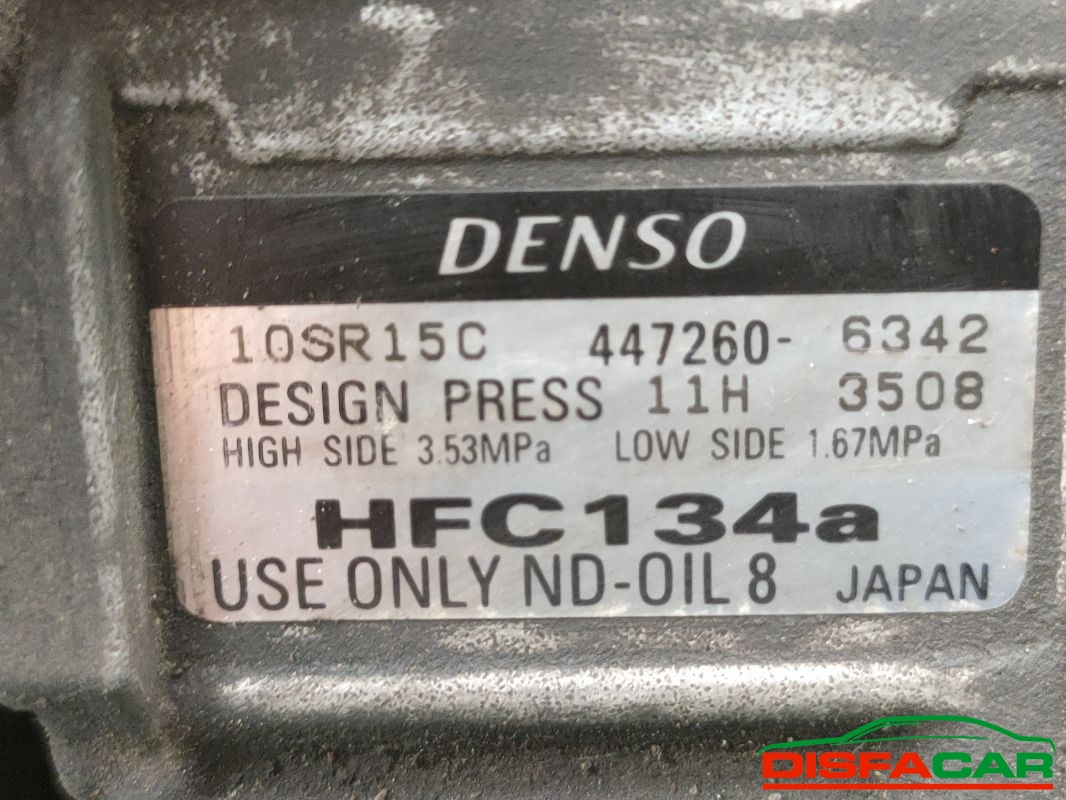 DENSO
10SR15C 447260- 6342
DESIGN PRESS 11H 3508
HIGH SIDE 3.53MPa LOW SIDE 1.67MPa
HFC134a
USE ONLY ND-OIL 8 JAPAN
DISFACAR